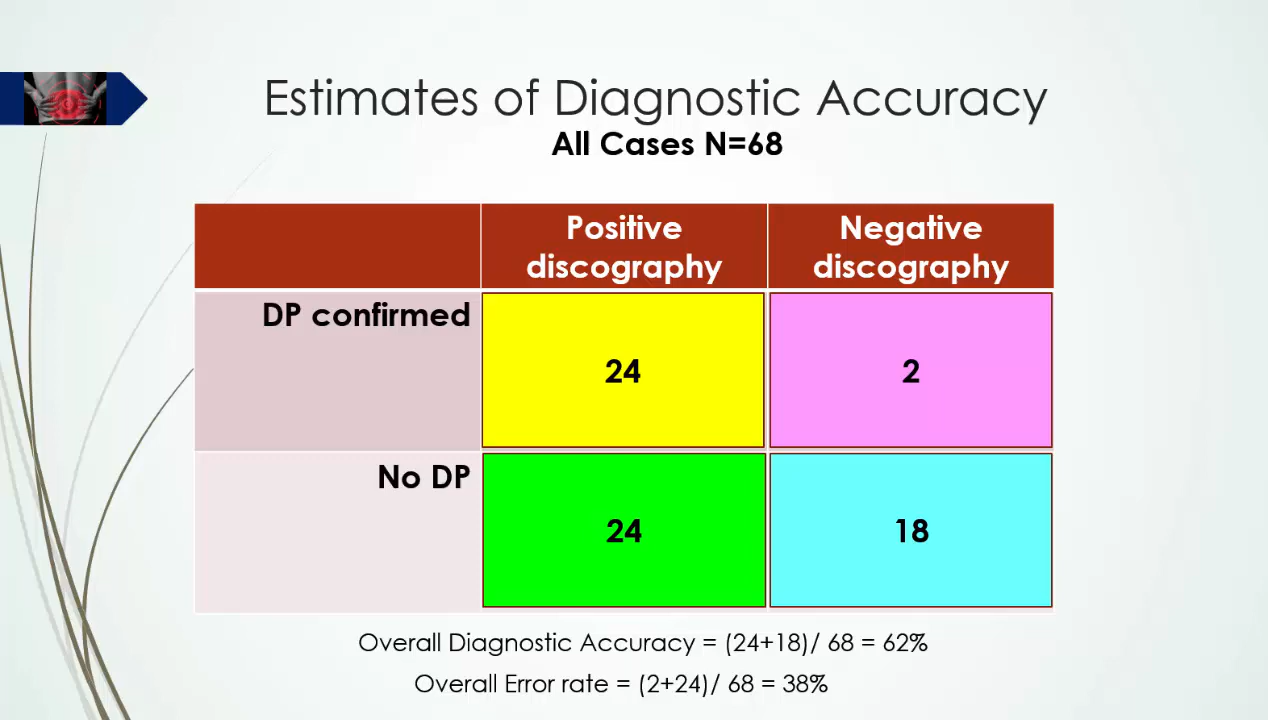 Estimates of Diagnostic Accuracy
All Cases N=68
Positive discography
Negative discography
DP confirmed
24
2
No DP
24
18
Overall Diagnostic Accuracy = (24+18)/ 68 = 62%
Overall Error rate = (2+24)/ 68 = 38%